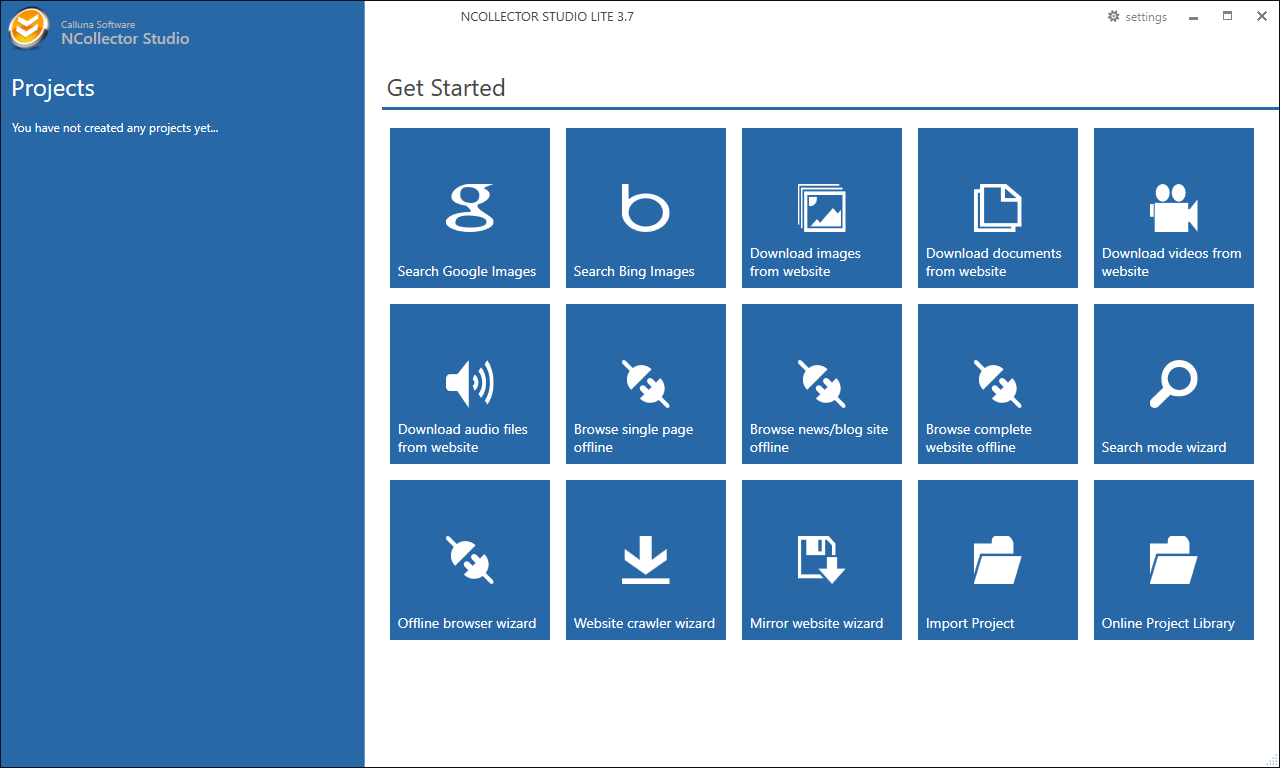 Calluna Software
NCollector Studio
NCOLLECTOR STUDIO LITE 3.7
settings
Projects
You have not created any projects yet...
Get Started
Search Google Images
Search Bing Images
Download images
from website
Download documents
from website
Download videos from
website
Download audio files
from website
Browse single page
offline
Browse news/blog site
offline
Browse complete
website offline
Search mode wizard
Offline browser wizard
Website crawler wizard
Mirror website wizard
Import Project
Online Project Library